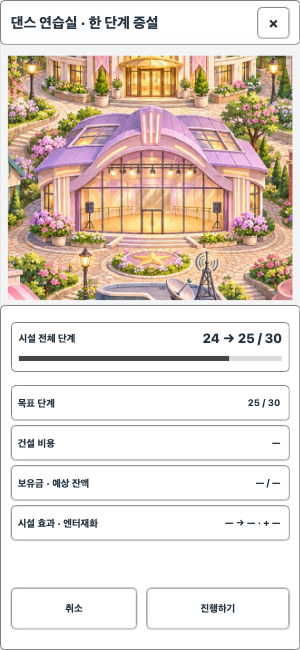 댄스 연습실 · 한 단계 증설
×
시설 전체 단계
24 → 25 / 30
목표 단계
25 / 30
건설 비용
—
보유금 · 예상 잔액
— / —
시설 효과 · 엔터재화
— → — · + —
취소
진행하기